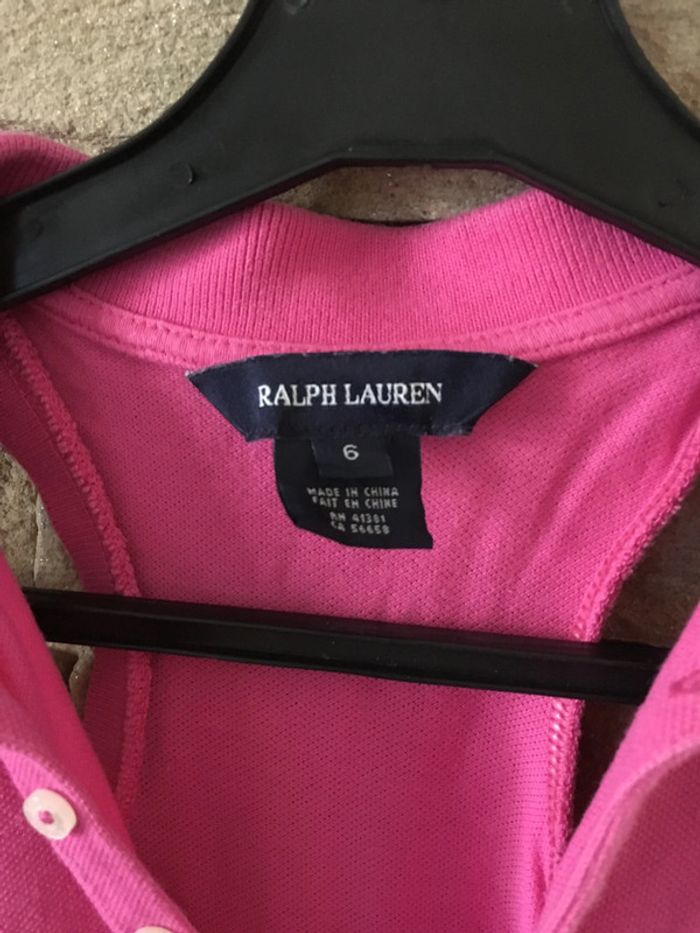 RALPH LAUREN
6
MADE IN CHINA
FAIT EN CHINE
RN 41381
CA 56658